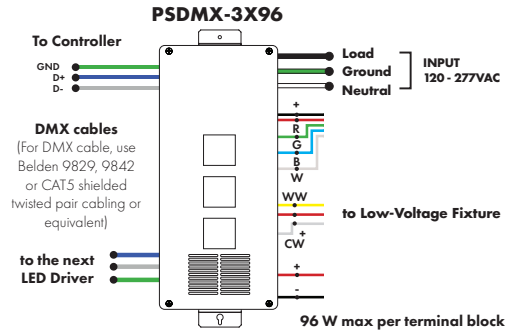 PSDMX-3X96
To Controller
GND
D+
D-
DMX cables
(For DMX cable, use
Belden 9829, 9842
or CAT5 shielded
twisted pair cabling or
equivalent)
to the next
LED Driver
Load
Ground
Neutral
INPUT
120 - 277VAC
+
R
G
B
W
WW
+
CW
to Low-Voltage Fixture
+
-
96 W max per terminal block